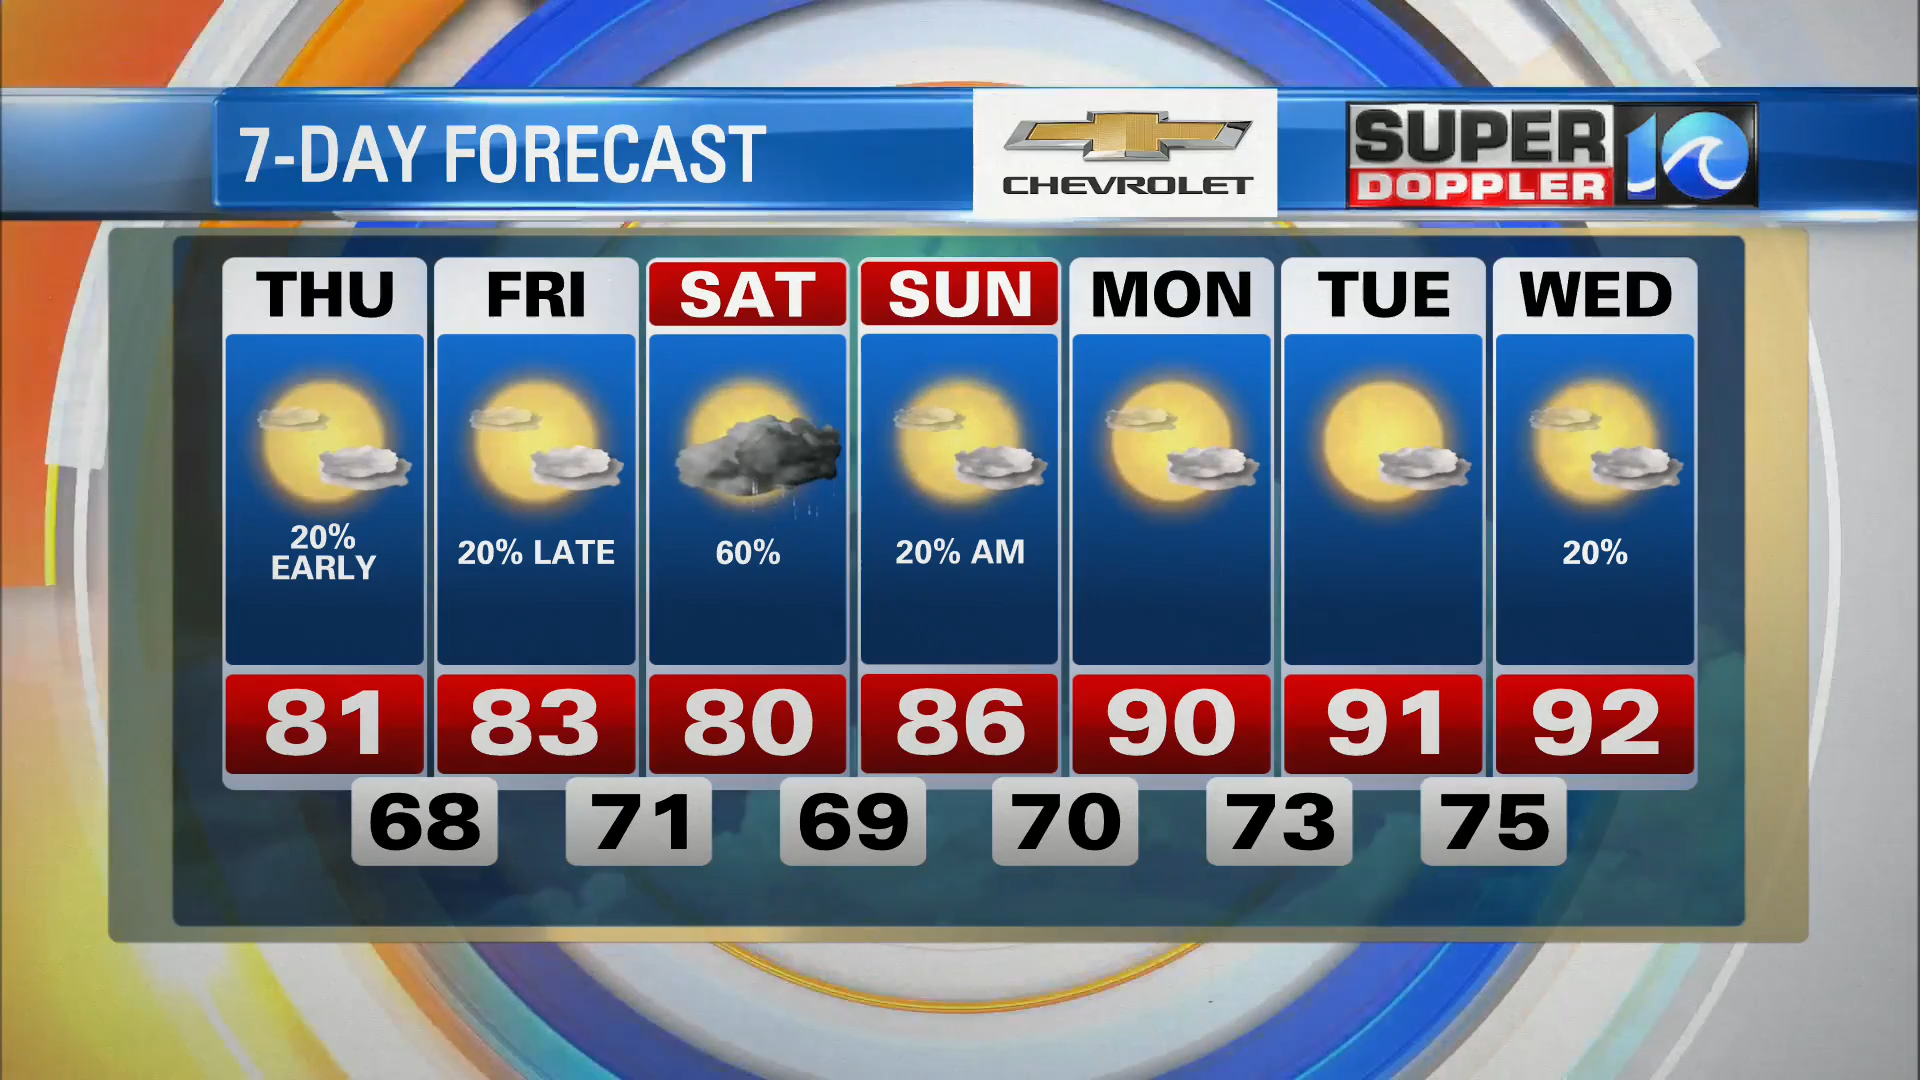 7-DAY FORECAST
CHEVROLET
SUPER
DOPPLER
10
THU FRI SAT SUN MON TUE WED
20%
EARLY
20% LATE
60%
20% AM
20%
81 83 80 86 90 91 92
68 71 69 70 73 75